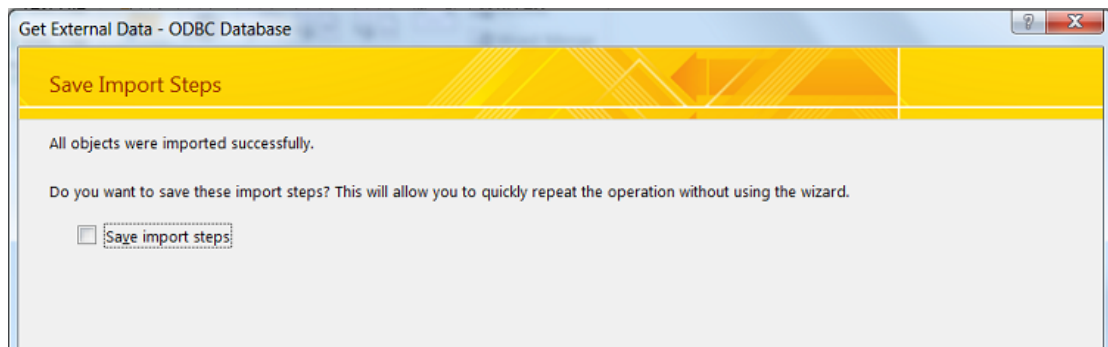 Get External Data - ODBC Database
Save Import Steps
All objects were imported successfully.
Do you want to save these import steps? This will allow you to quickly repeat the operation without using the wizard.
Save import steps